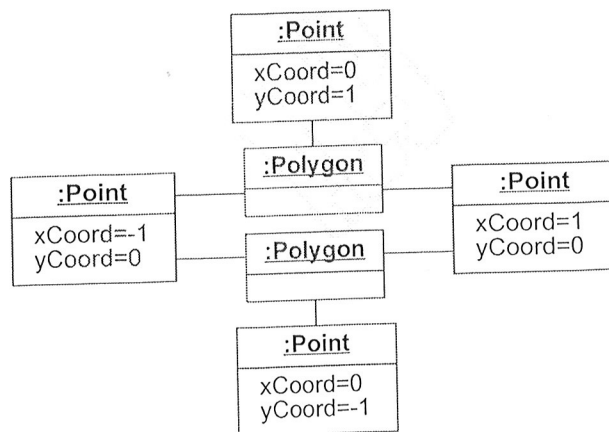 :Point
xCoord=0
yCoord=1
:Polygon
:Point
xCoord=-1
yCoord=0
:Point
xCoord=1
yCoord=0
:Polygon
:Point
xCoord=0
yCoord=-1